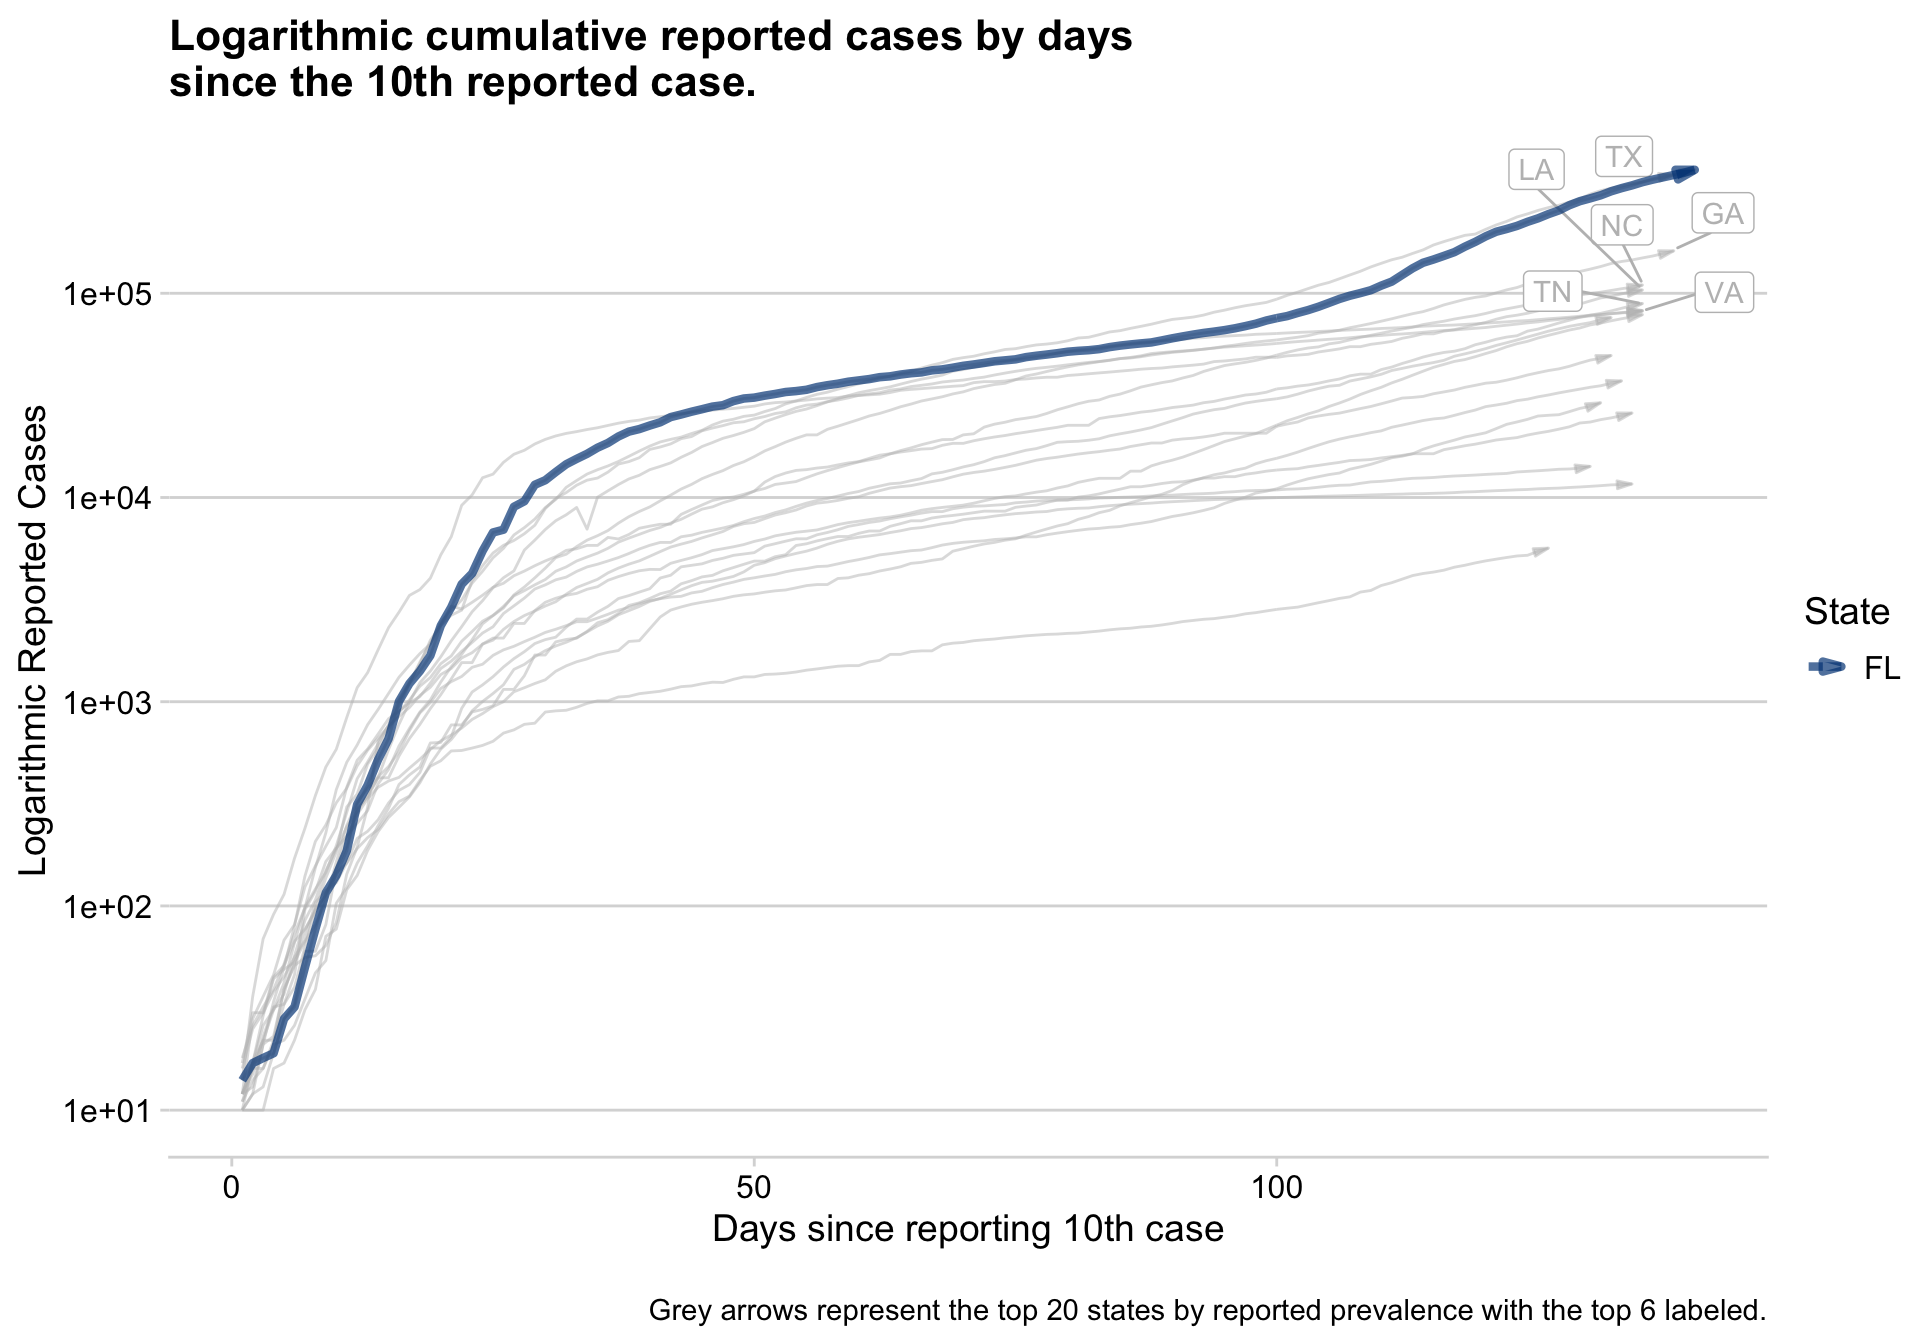 Logarithmic cumulative reported cases by days
since the 10th reported case.
LA
TX
GA
NC
TN
VA
1e+05
1e+04
1e+03
1e+02
1e+01
Logarithmic Reported Cases
State
FL
0 50 100
Days since reporting 10th case
Grey arrows represent the top 20 states by reported prevalence with the top 6 labeled.